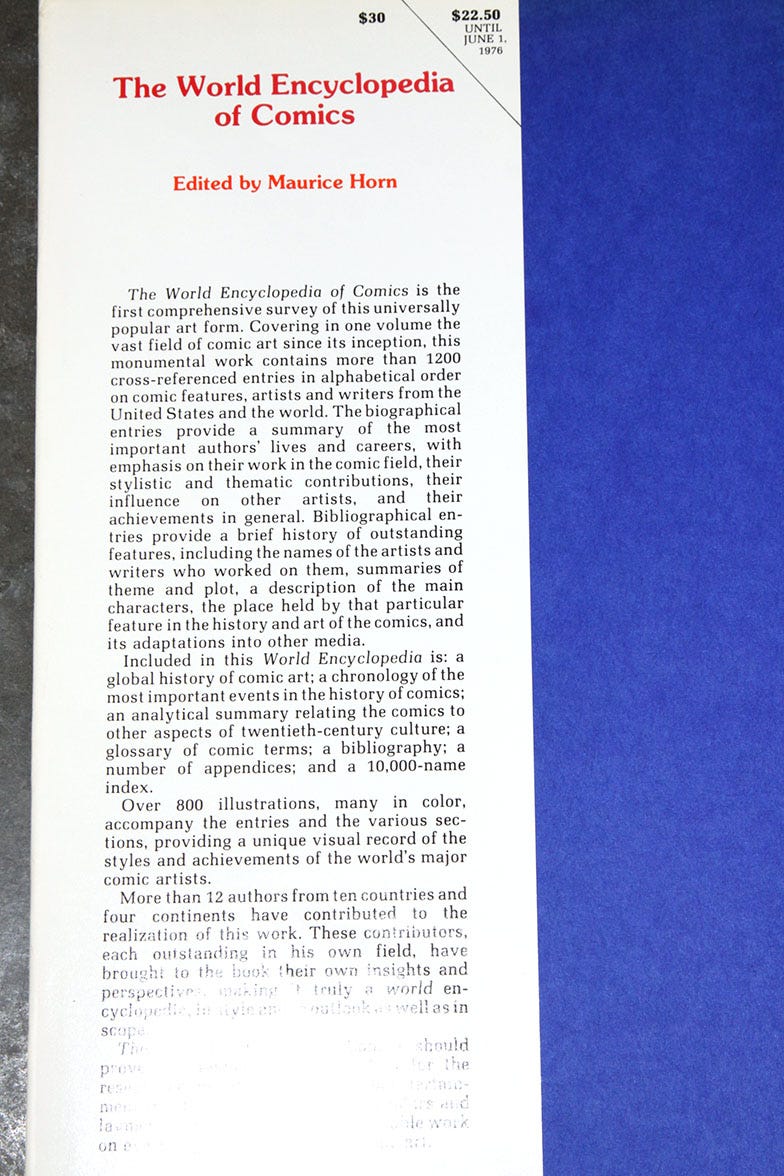 $30
$22.50
UNTIL
JUNE 1,
1976
The World Encyclopedia
of Comics
Edited by Maurice Horn
The World Encyclopedia of Comics is the
first comprehensive survey of this universally
popular art form. Covering in one volume the
vast field of comic art since its inception, this
monumental work contains more than 1200
cross-referenced entries in alphabetical order
on comic features, artists and writers from the
United States and the world. The biographical
entries provide a summary of the most
important authors' lives and careers, with
emphasis on their work in the comic field, their
stylistic and thematic contributions, their
influence on other artists, and their
achievements in general. Bibliographical en-
tries provide a brief history of outstanding
features, including the names of the artists and
writers who worked on them, summaries of
theme and plot, a description of the main
characters, the place held by that particular
feature in the history and art of the comics, and
its adaptations into other media.
Included in this World Encyclopedia is: a
global history of comic art; a chronology of the
most important events in the history of comics;
an analytical summary relating the comics to
other aspects of twentieth-century culture; a
glossary of comic terms; a bibliography; a
number of appendices; and a 10,000-name
index.
Over 800 illustrations, many in color,
accompany the entries and the various sec-
tions, providing a unique visual record of the
styles and achievements of the world's major
comic artists.
More than 12 authors from ten countries and
four continents have contributed to the
realization of this work. These contributors,
each outstanding in his own field, have
brought to the book their own insights and
perspectives, making it truly a world en-
cyclopedic, in style and outlook as well as in
scope.
The should
for the
and
work
on art.